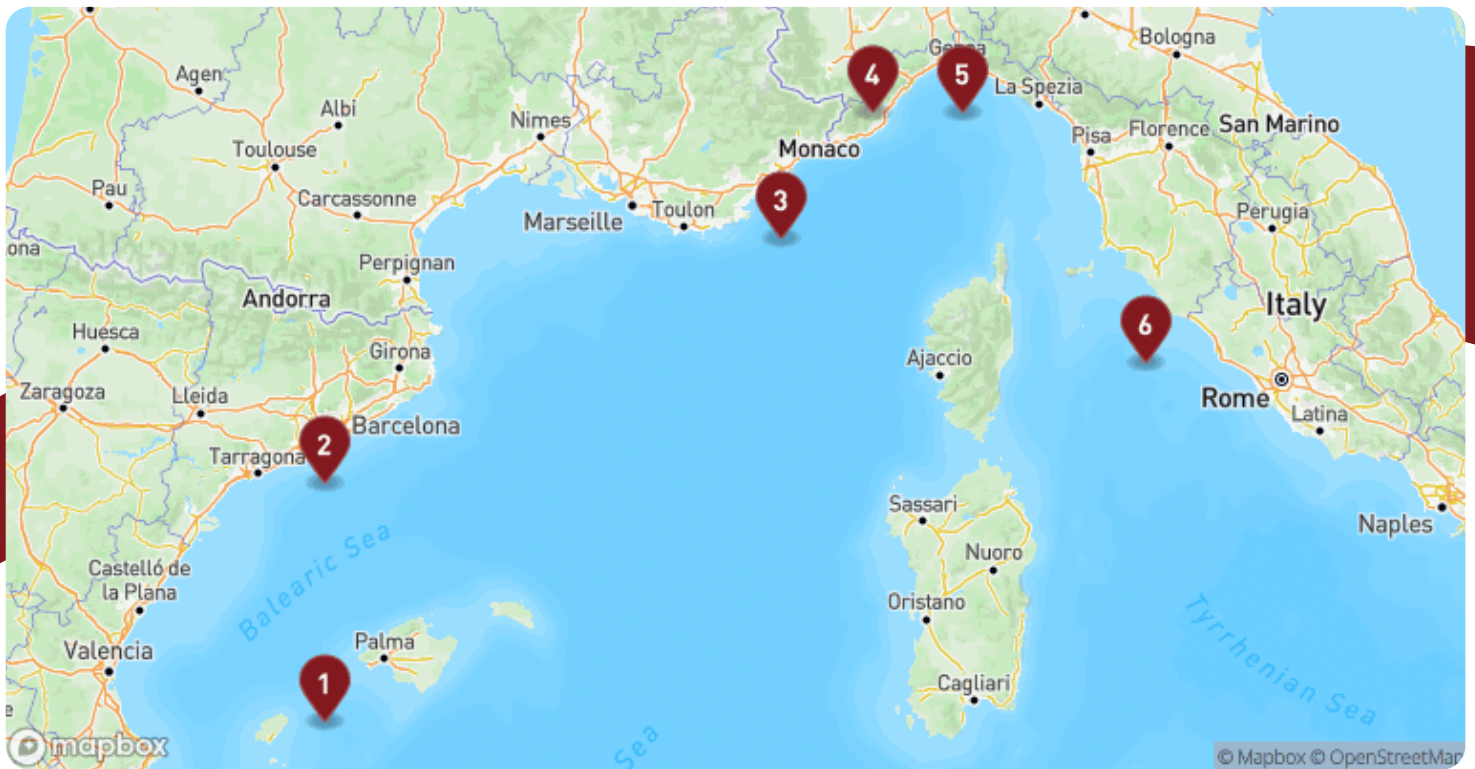 Bologna
Genoa
Agen
4
5
La Spezia
Albi
Nimes
Pisa
Florence
San Marino
Toulouse
Monaco
Pau
Carcassonne
3
Marseille
Toulon
Perugia
ona
Perpignan
Andorra
Italy
Huesca
6
Girona
Ajaccio
Zaragoza
Lleida
Rome
Latina
Barcelona
2
Tarragona
Sassari
Naples
Balearic Sea
Nuoro
Castelló de
la Plana
Oristano
Tyrrhenian Sea
Valencia
Palma
1
Cagliari
e
Sea
mapbox
© Mapbox © OpenStreetMap